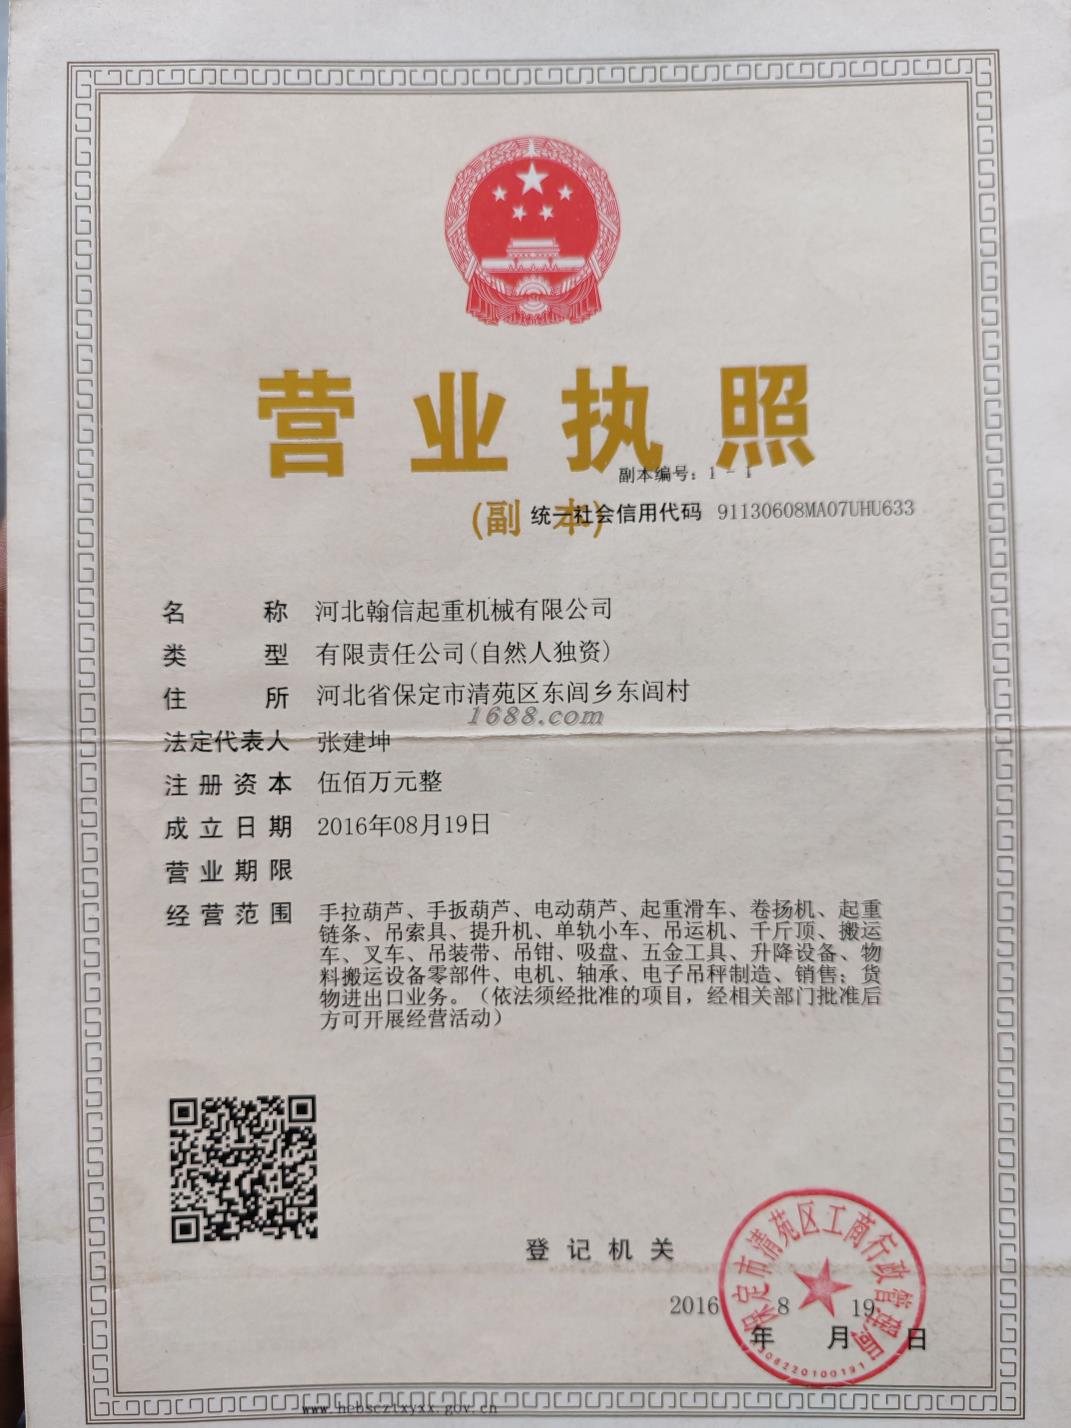 营业执照
副本编号：1－1
(副本)
统一社会信用代码 91130608MA07UHU633
名称 河北翰信起重机械有限公司
类型 有限责任公司(自然人独资)
住所 河北省保定市清苑区东闾乡东闾村
1688.com
法定代表人 张建坤
注册资本 伍佰万元整
成立日期 2016年08月19日
营业期限
经营范围 手拉葫芦、手扳葫芦、电动葫芦、起重滑车、卷扬机、起重
链条、吊索具、提升机、单轨小车、吊运机、千斤顶、搬运
车、叉车、吊装带、吊钳、吸盘、五金工具、升降设备、物
料搬运设备零部件、电机、轴承、电子吊秤制造、销售；货
物进出口业务。（依法须经批准的项目，经相关部门批准后
方可开展经营活动）
登记机关
保定市清苑区工商行政管理局
2016年8月19日
1306220100191
www.hebscztxyxx.gov.cn